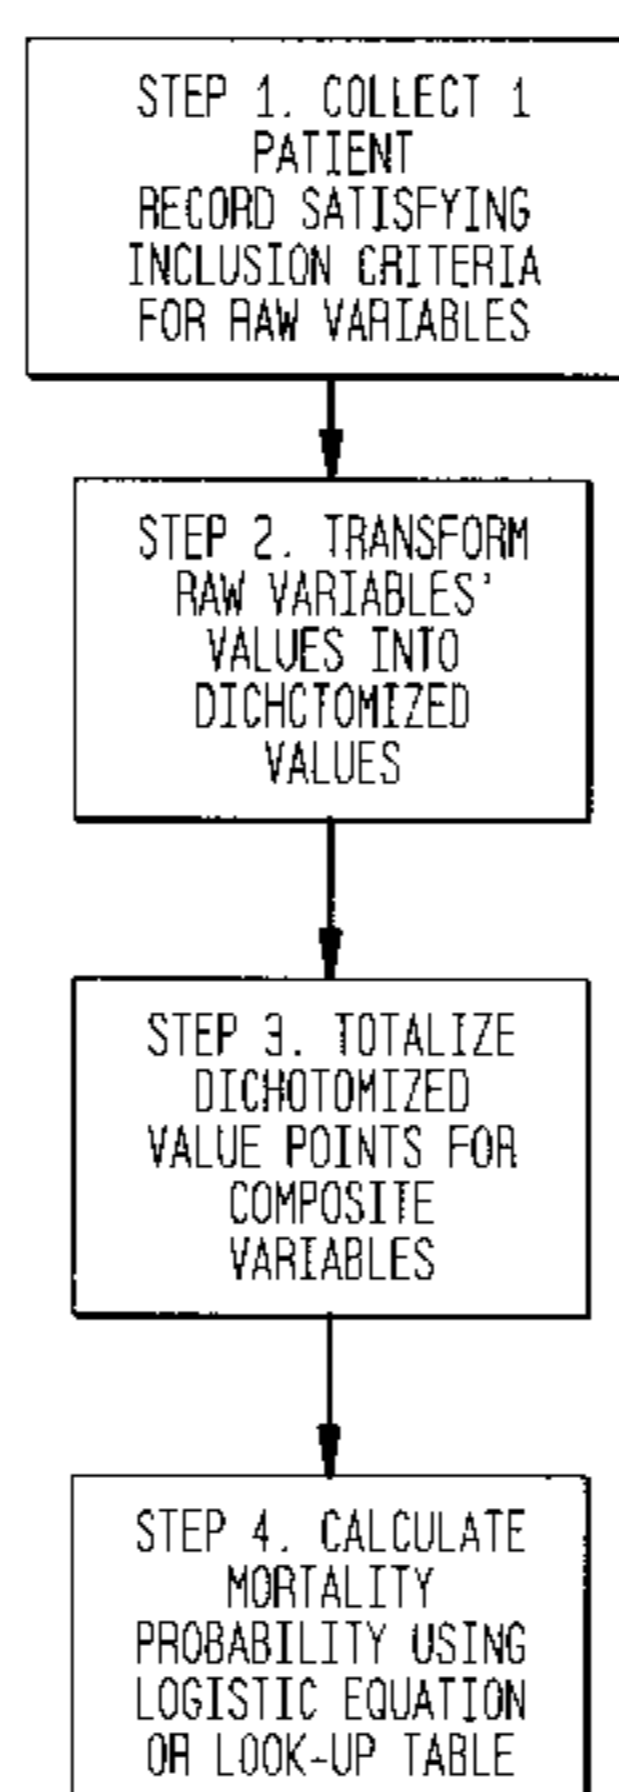 STEP 1. COLLECT 1
PATIENT
RECORD SATISFYING
INCLUSION CRITERIA
FOR RAW VARIABLES
STEP 2. TRANSFORM
RAW VARIABLES'
VALUES INTO
DICHCTOMIZED
VALUES
STEP 3. TOTALIZE
DICHOTOMIZED
VALUE POINTS FOR
COMPOSITE
VARIABLES
STEP 4. CALCULATE
MORTALITY
PROBABILITY USING
LOGISTIC EQUATION
OR LOOK-UP TABLE